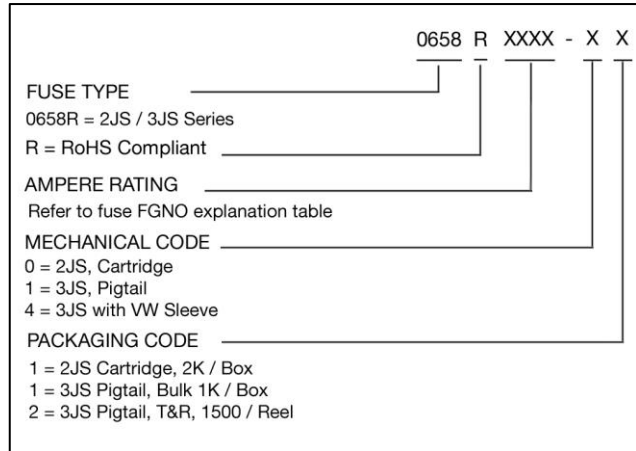 0658 R XXXX - X X
FUSE TYPE
0658R = 2JS / 3JS Series
R = RoHS Compliant
AMPERE RATING
Refer to fuse FGNO explanation table
MECHANICAL CODE
0 = 2JS, Cartridge
1 = 3JS, Pigtail
4 = 3JS with VW Sleeve
PACKAGING CODE
1 = 2JS Cartridge, 2K / Box
1 = 3JS Pigtail, Bulk 1K / Box
2 = 3JS Pigtail, T&R, 1500 / Reel